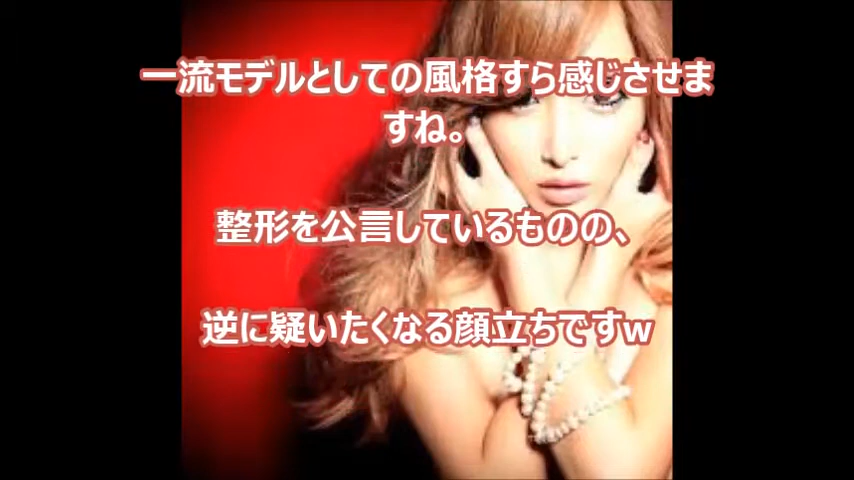 一流モデルとしての風格すら感じさせま
すね。
整形を公言しているものの、
逆に疑いたくなる顔立ちですw